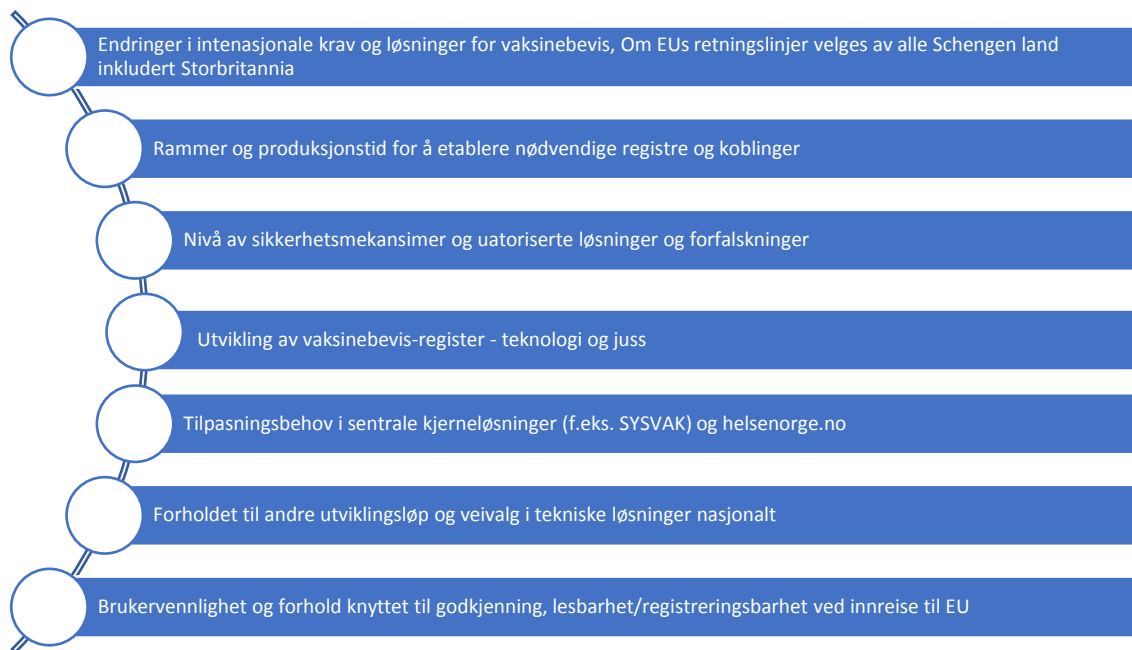 Endringer i intenasjonale krav og løsninger for vaksinebevis, Om EUs retningslinjer velges av alle Schengen land
inkludert Storbritannia
Rammer og produksjonstid for å etablere nødvendige registre og koblinger
Nivå av sikkerhetsmekansimer og uatoriserte løsninger og forfalskninger
Utvikling av vaksinebevis-register - teknologi og juss
Tilpasningsbehov i sentrale kjerneløsninger (f.eks. SYSVAK) og helsenorge.no
Forholdet til andre utviklingsløp og veivalg i tekniske løsninger nasjonalt
Brukervennlighet og forhold knyttet til godkjenning, lesbarhet/registreringsbarhet ved innreise til EU